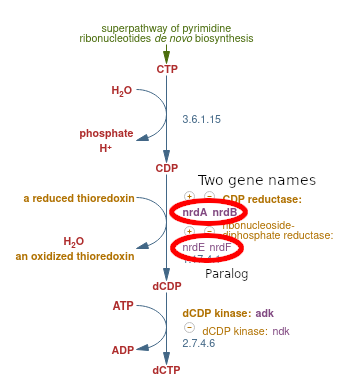 superpathway of pyrimidine
ribonucleotides de novo biosynthesis
CTP
H2O
3.6.1.15
phosphate
H+
CDP
Two gene names
a reduced thioredoxin
CDP reductase:
nrdA nrdB
ribonucleoside-
diphosphate reductase:
H2O
nrdE nrdF
an oxidized thioredoxin
1.17.4.1
Paralog
dCDP
ATP
dCDP kinase: adk
dCDP kinase: ndk
ADP
2.7.4.6
dCTP